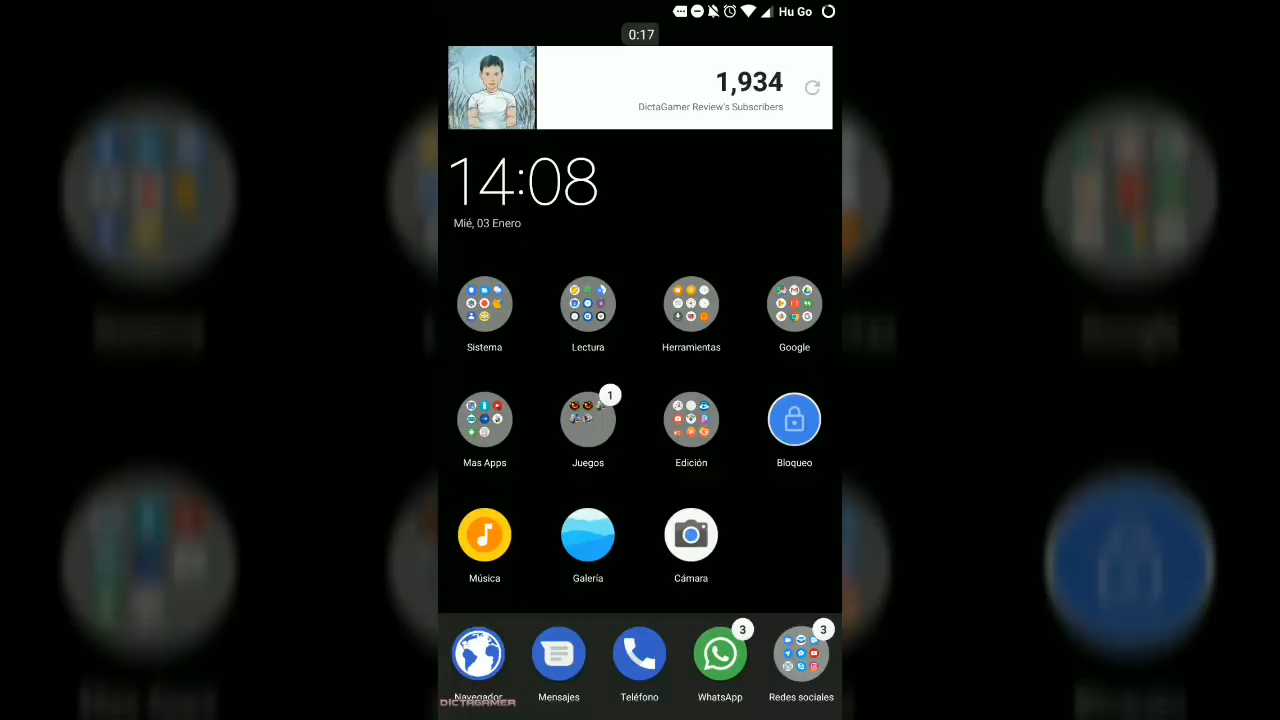 Hu Go
0:17
1,934
DictaGamer Review's Subscribers
14:08
Mié, 03 Enero
Sistema
Lectura
Herramientas
Google
Mas Apps
1
Juegos
Edición
Bloqueo
Música
Galería
Cámara
3
3
Navegador
Mensajes
Teléfono
WhatsApp
Redes sociales
DICTAGAMER